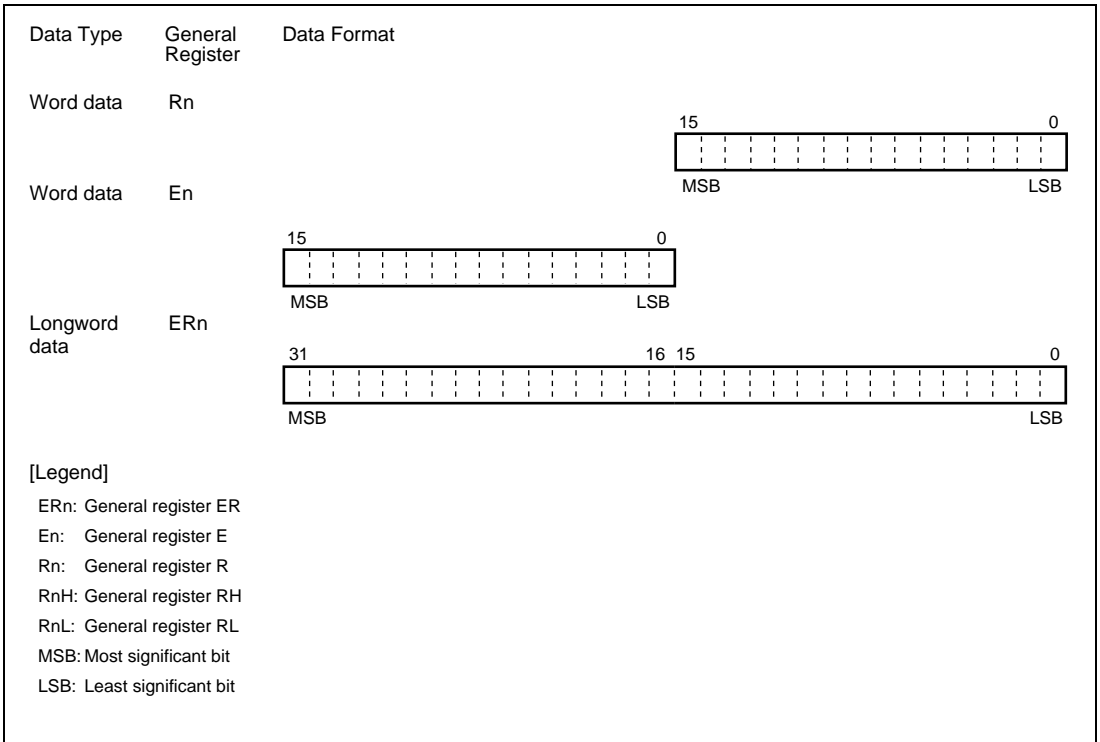 Data Type General Register Data Format
Word data Rn
15 0
MSB LSB
Word data En
15 0
MSB LSB
Longword data ERn
31 16 15 0
MSB LSB
[Legend]
ERn: General register ER
En: General register E
Rn: General register R
RnH: General register RH
RnL: General register RL
MSB: Most significant bit
LSB: Least significant bit